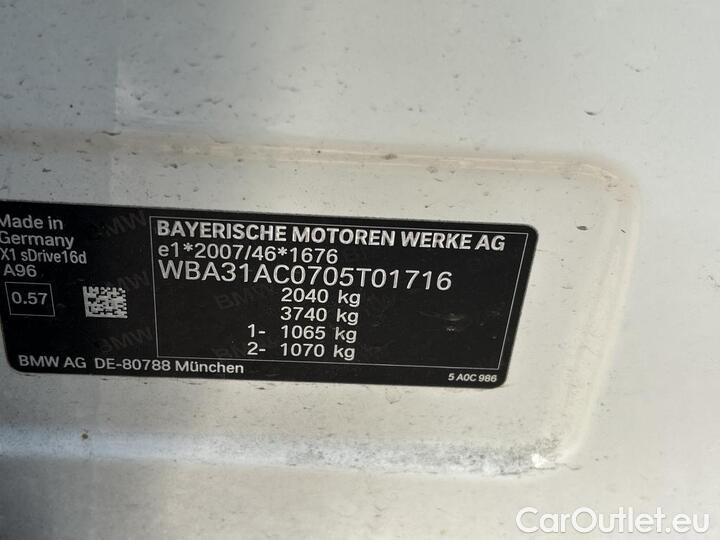 Made in
Germany
X1 sDrive16d
A96
0.57
BMW AG DE-80788 München
BAYERISCHE MOTOREN WERKE AG
e1*2007/46*1676
WBA31AC0705T01716
2040 kg
3740 kg
1- 1065 kg
2- 1070 kg
5 A0C 986
CarOutlet.eu